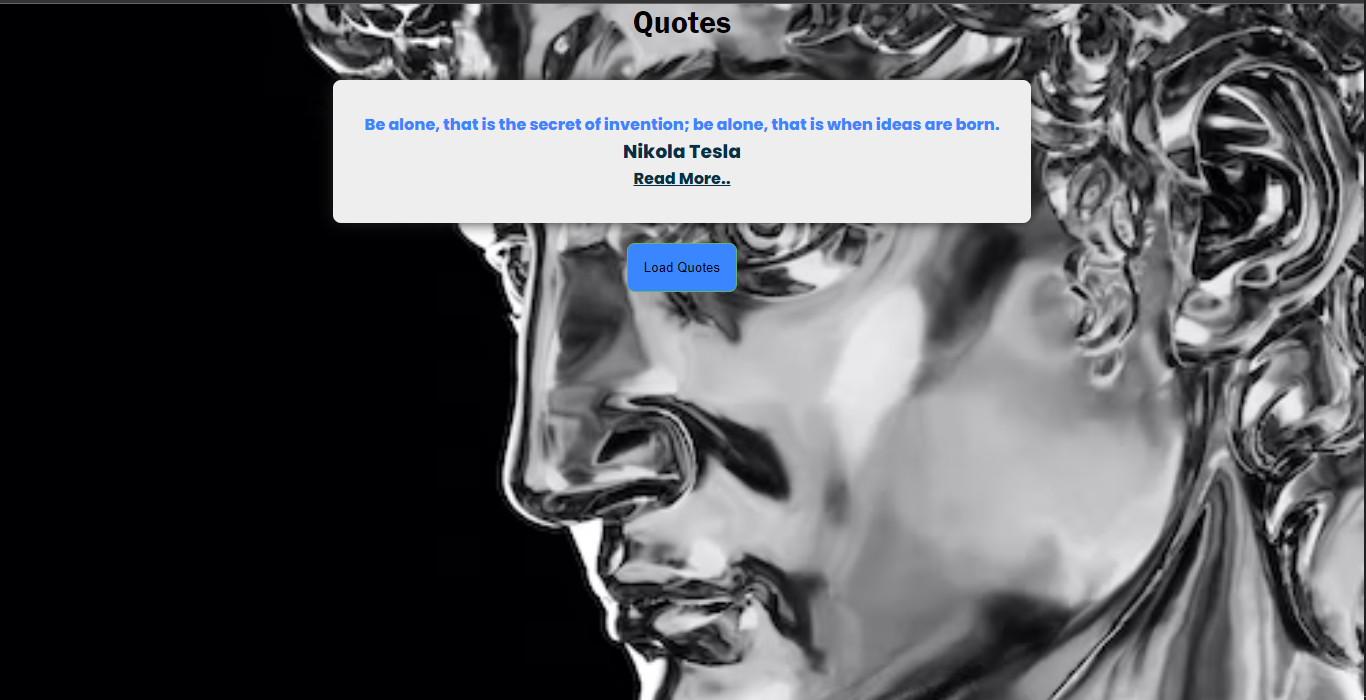 Quotes
Be alone, that is the secret of invention; be alone, that is when ideas are born.
Nikola Tesla
Read More..
Load Quotes